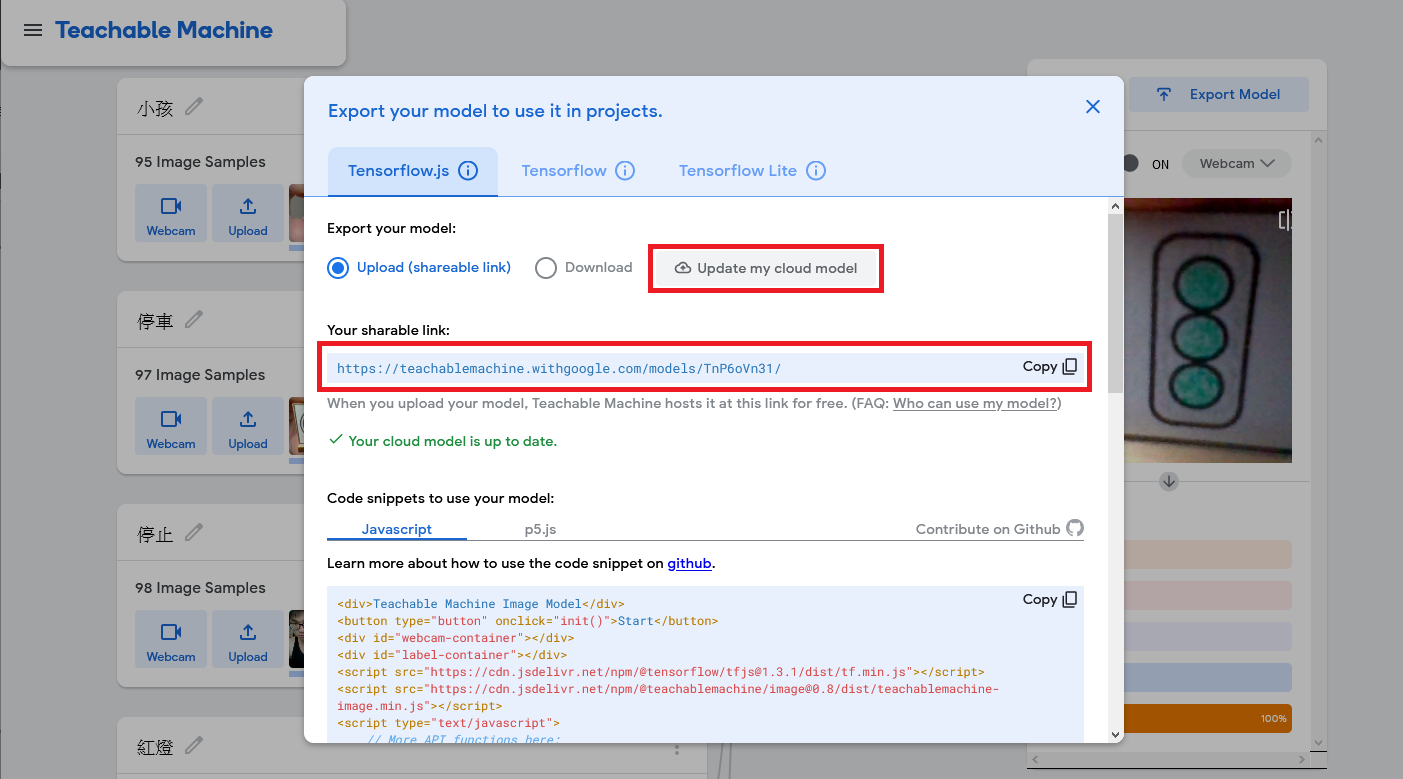 Teachable Machine
小孩
95 Image Samples
Webcam
Upload
停車
97 Image Samples
Webcam
Upload
停止
98 Image Samples
Webcam
Upload
紅燈
Export your model to use it in projects.
Tensorflow.js
Tensorflow
Tensorflow Lite
Export your model:
Upload (shareable link)
Download
Update my cloud model
Your sharable link:
https://teachablemachine.withgoogle.com/models/TnP6oVn31/
Copy
When you upload your model, Teachable Machine hosts it at this link for free. (FAQ: Who can use my model?)
Your cloud model is up to date.
Code snippets to use your model:
Javascript
p5.js
Contribute on Github
Learn more about how to use the code snippet on github.
Copy
<div>Teachable Machine Image Model</div>
<button type="button" onclick="init()">Start</button>
<div id="webcam-container"></div>
<div id="label-container"></div>
<script src="https://cdn.jsdelivr.net/npm/@tensorflow/tfjs@1.3.1/dist/tf.min.js"></script>
<script src="https://cdn.jsdelivr.net/npm/@teachablemachine/image@0.8/dist/teachablemachine-
image.min.js"></script>
<script type="text/javascript">
// More API functions here:
Export Model
ON
Webcam
100%